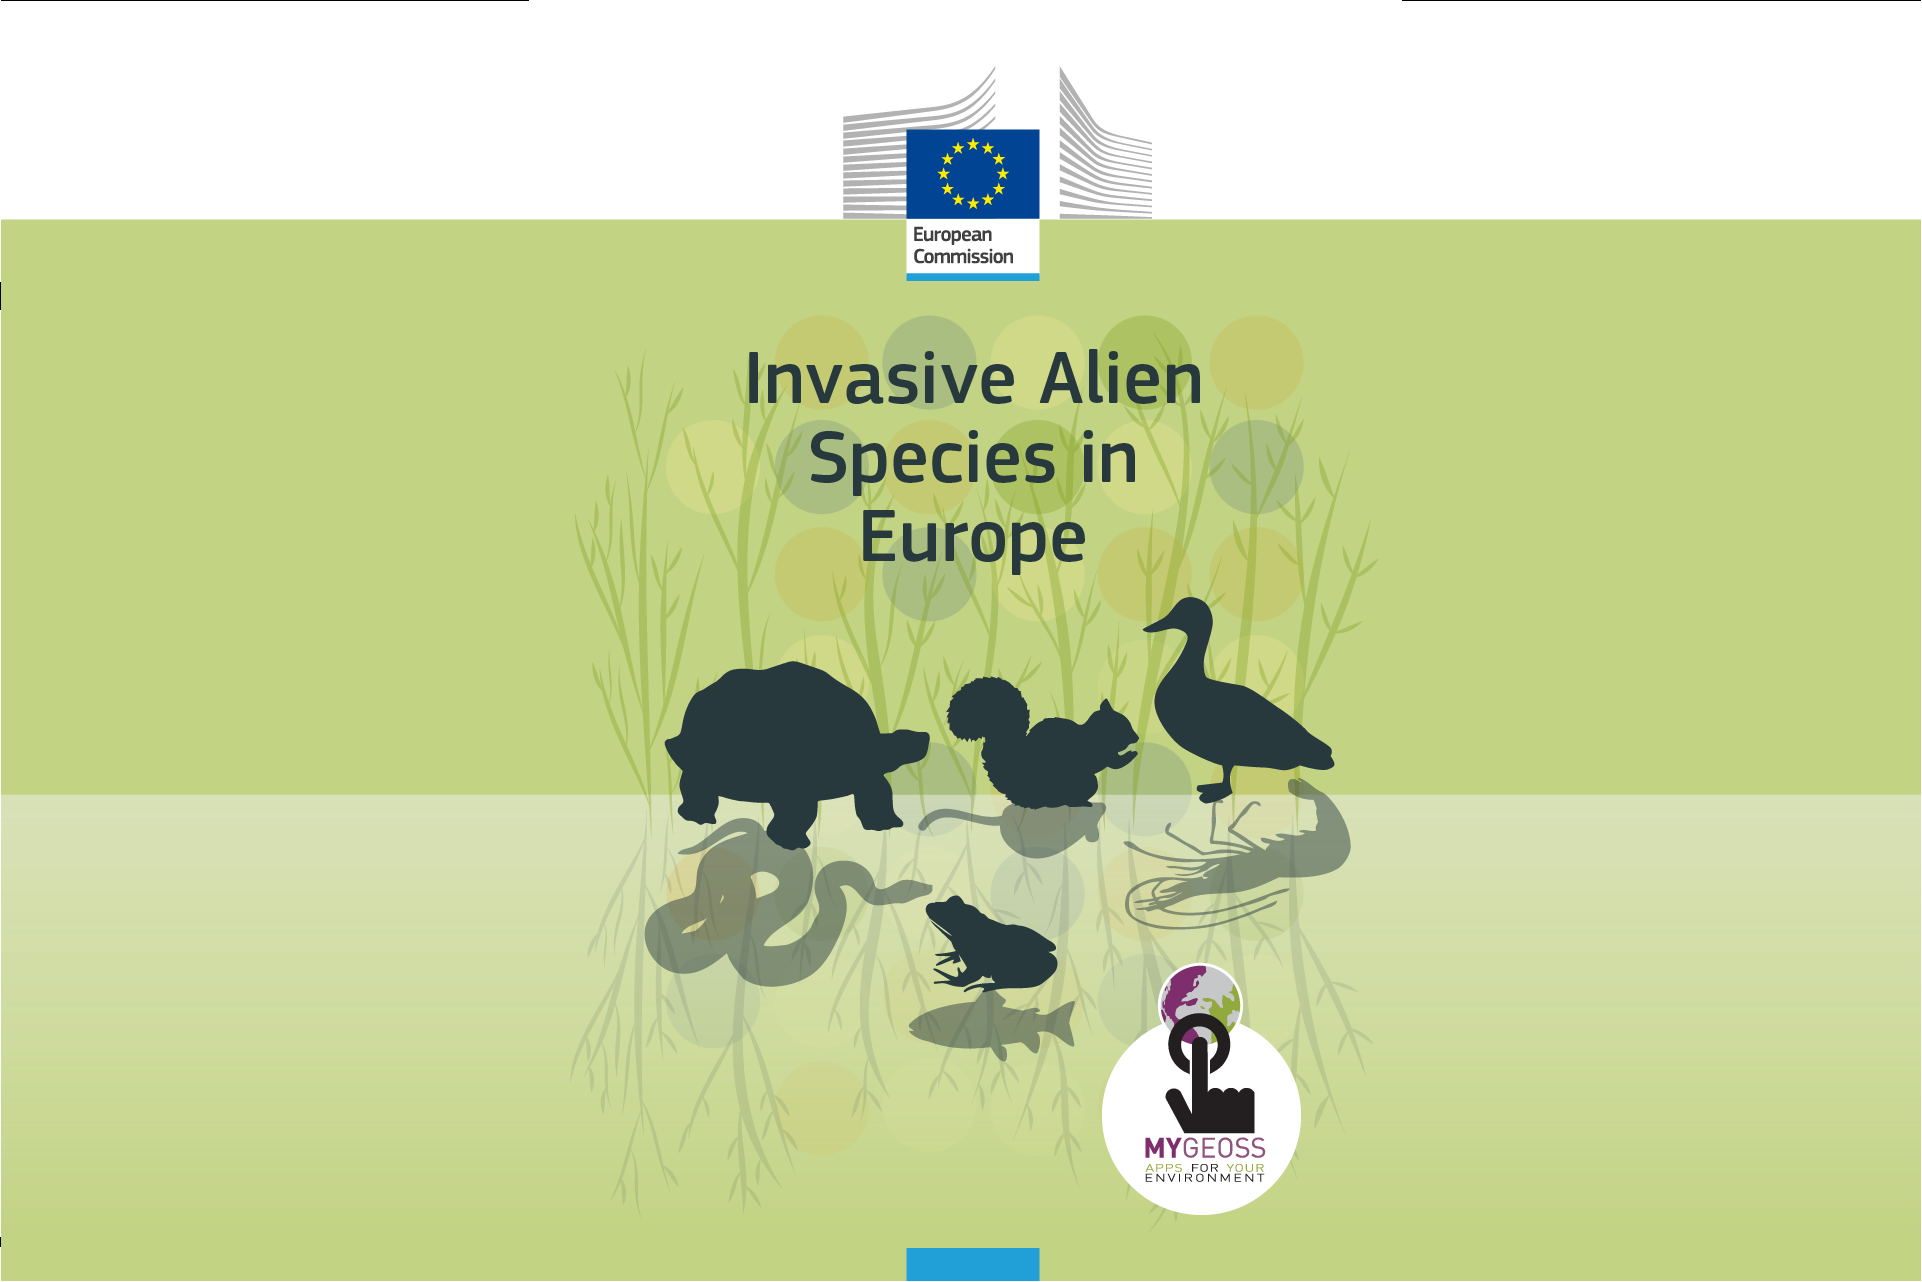 European
Commission
Invasive Alien
Species in
Europe
MYGEOSS
APPS FOR YOUR
ENVIRONMENT